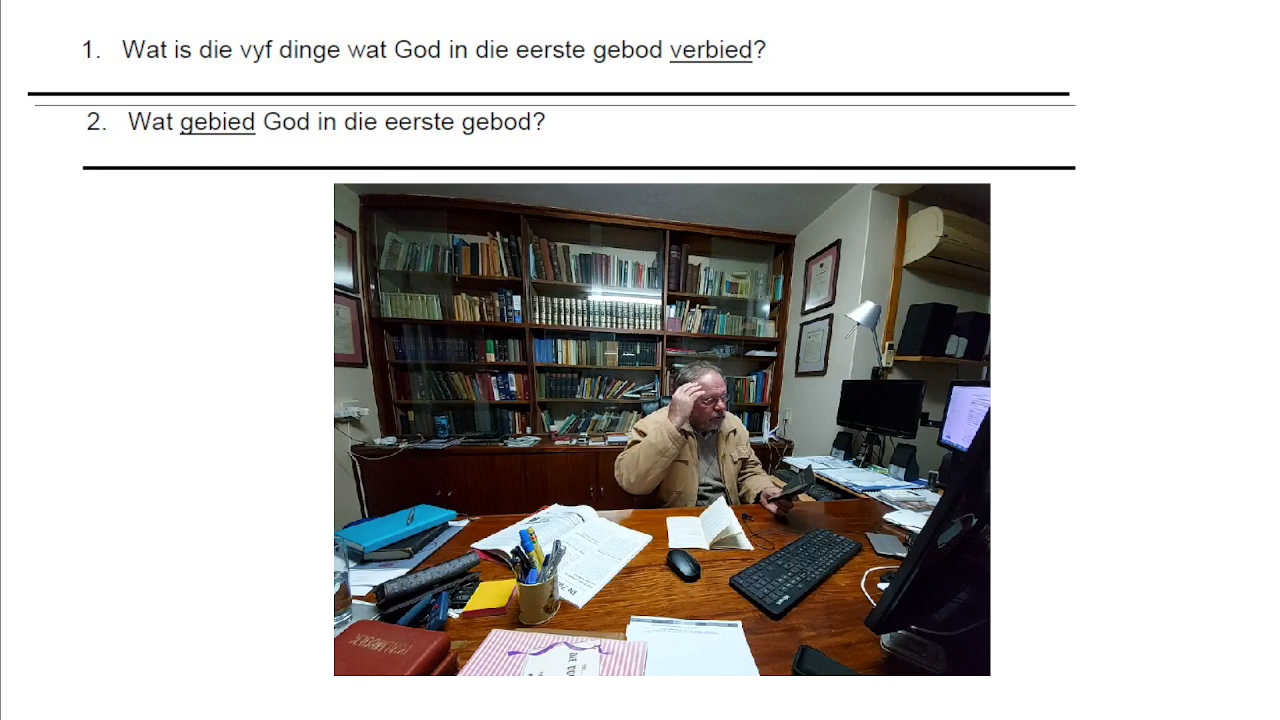 1. Wat is die vyf dinge wat God in die eerste gebod verbied?
2. Wat gebied God in die eerste gebod?